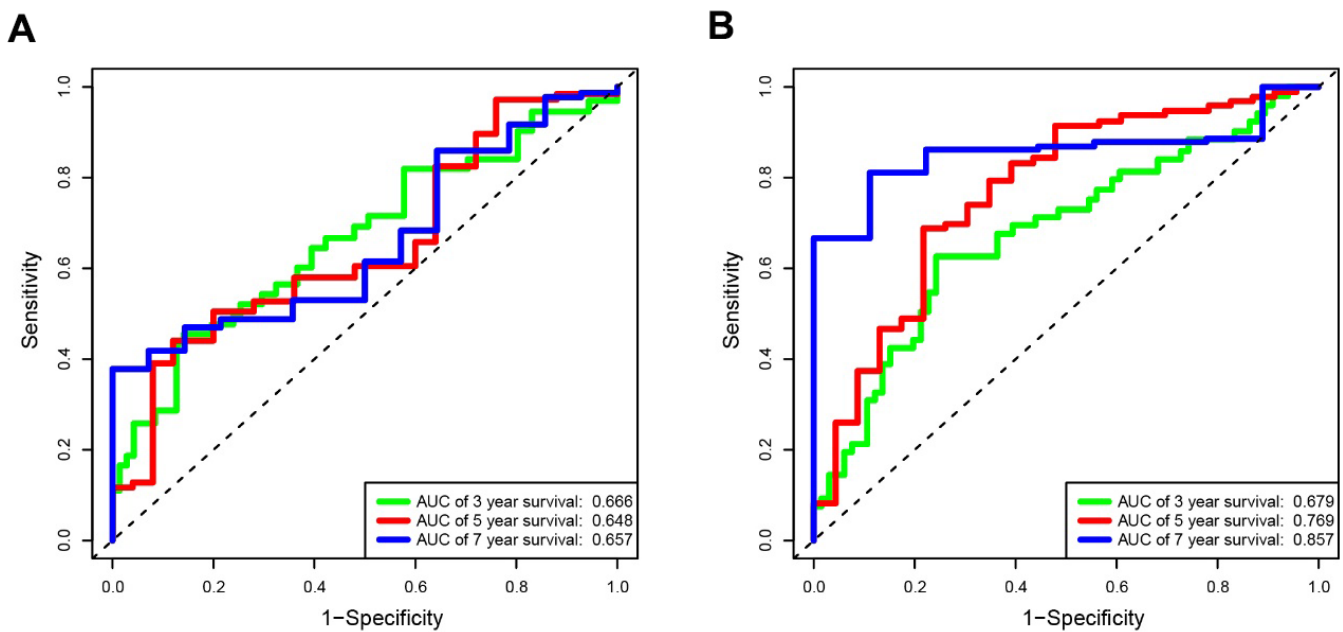 A
Sensitivity
1.0
0.8
0.6
0.4
0.2
0.0
AUC of 3 year survival: 0.666
AUC of 5 year survival: 0.648
AUC of 7 year survival: 0.657
0.0 0.2 0.4 0.6 0.8 1.0
1-Specificity
B
Sensitivity
1.0
0.8
0.6
0.4
0.2
0.0
AUC of 3 year survival: 0.679
AUC of 5 year survival: 0.769
AUC of 7 year survival: 0.857
0.0 0.2 0.4 0.6 0.8 1.0
1-Specificity